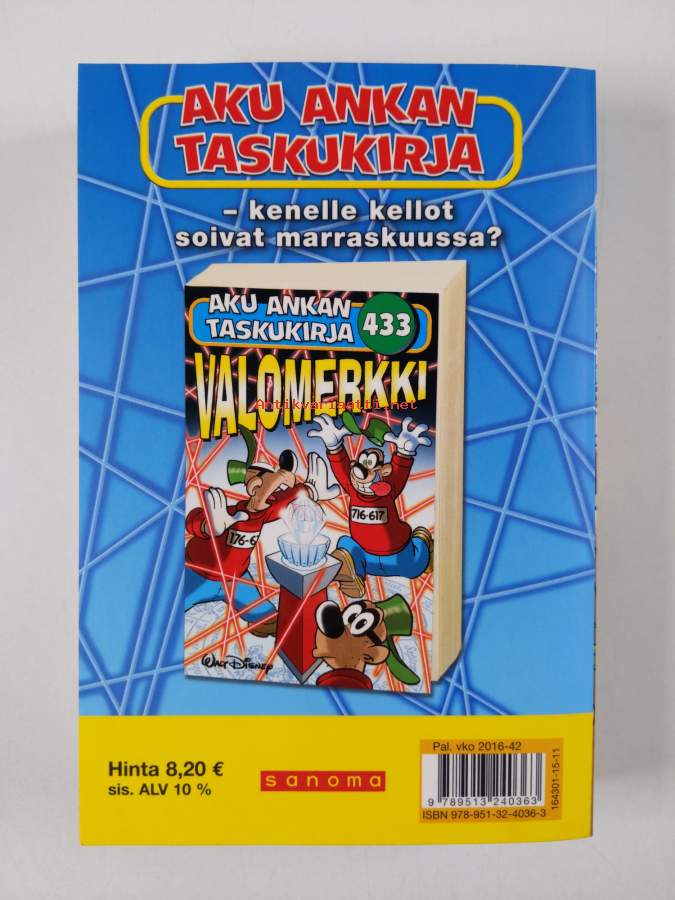 AKU ANKAN
TASKUKIRJA
– kenelle kellot
soivat marraskuussa?
AKU ANKAN
TASKUKIRJA
433
VALOMERKKI
Antikvariaatti.net
716-617
176-6
WALT DISNEY
Hinta 8,20 €
sis. ALV 10 %
sanoma
Pal. vko 2016-42
9 789513 240363
ISBN 978-951-32-4036-3
164301-15-11